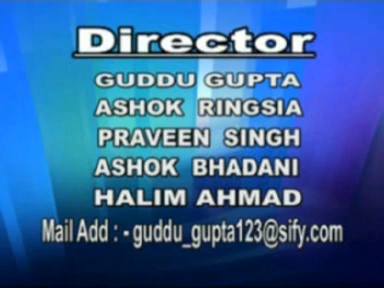 Director
GUDDU GUPTA
ASHOK RINGSIA
PRAVEEN SINGH
ASHOK BHADANI
HALIM AHMAD
Mail Add : - guddu_gupta123@sify.com